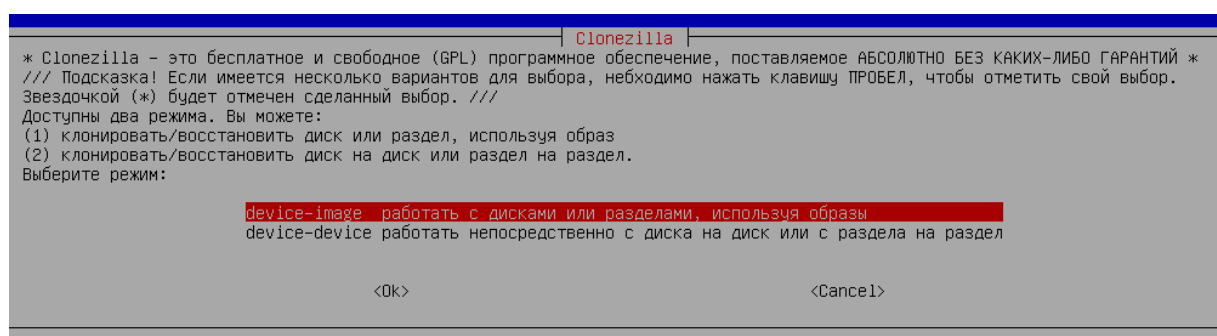 Clonezilla
* Clonezilla – это бесплатное и свободное (GPL) программное обеспечение, поставляемое АБСОЛЮТНО БЕЗ КАКИХ-ЛИБО ГАРАНТИЙ *
/// Подсказка! Если имеется несколько вариантов для выбора, небходимо нажать клавишу ПРОБЕЛ, чтобы отметить свой выбор.
Звездочкой (*) будет отмечен сделанный выбор. ///
Доступны два режима. Вы можете:
(1) клонировать/восстановить диск или раздел, используя образ
(2) клонировать/восстановить диск на диск или раздел на раздел.
Выберите режим:
device-image работать с дисками или разделами, используя образы
device-device работать непосредственно с диска на диск или с раздела на раздел
<Ok> <Cancel>